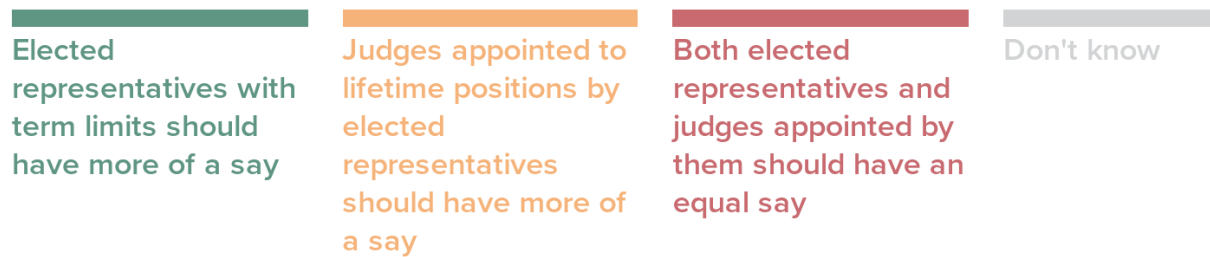 Elected
representatives with
term limits should
have more of a say
Judges appointed to
lifetime positions by
elected
representatives
should have more of
a say
Both elected
representatives and
judges appointed by
them should have an
equal say
Don't know